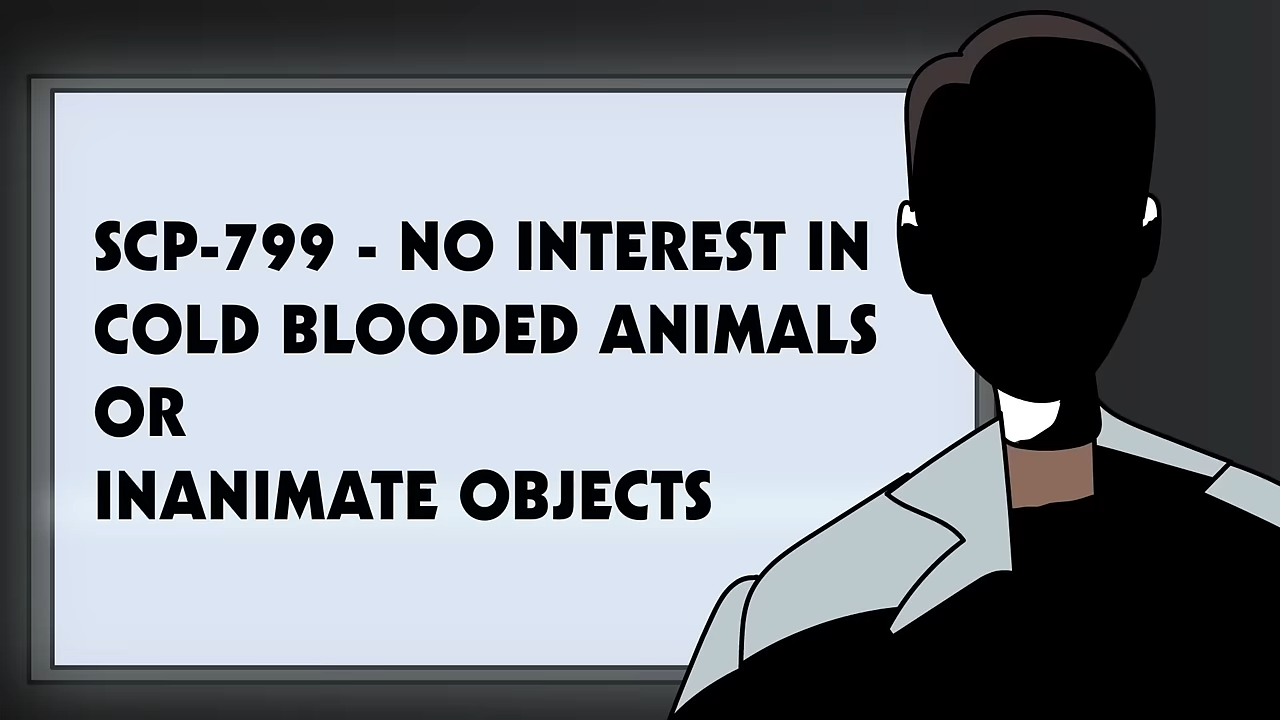 SCP-799 - NO INTEREST IN
COLD BLOODED ANIMALS
OR
INANIMATE OBJECTS